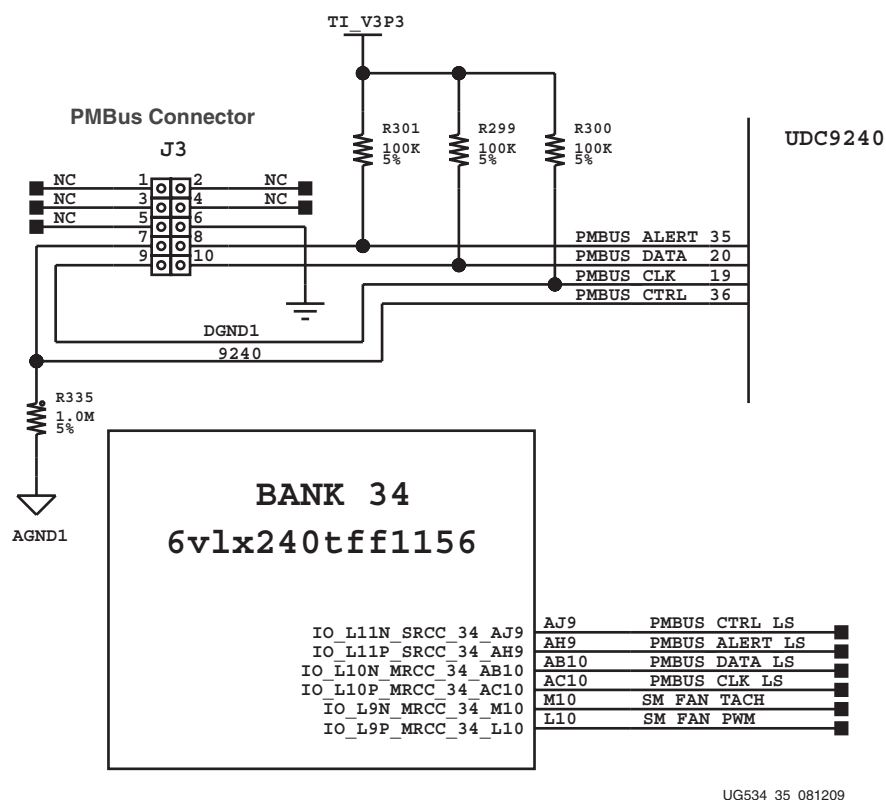 TI_V3P3
PMBus Connector
J3
R301
100K
5%
R299
100K
5%
R300
100K
5%
UDC9240
NC 1 2 NC
NC 3 4 NC
NC 5 6
7 8
9 10
PMBUS ALERT 35
PMBUS DATA 20
PMBUS CLK 19
PMBUS CTRL 36
DGND1
9240
R335
1.0M
5%
AGND1
BANK 34
6vlx240tff1156
IO_L11N_SRCC_34_AJ9 AJ9 PMBUS CTRL LS
IO_L11P_SRCC_34_AH9 AH9 PMBUS ALERT LS
IO_L10N_MRCC_34_AB10 AB10 PMBUS DATA LS
IO_L10P_MRCC_34_AC10 AC10 PMBUS CLK LS
IO_L9N_MRCC_34_M10 M10 SM FAN TACH
IO_L9P_MRCC_34_L10 L10 SM FAN PWM
UG534_35_081209